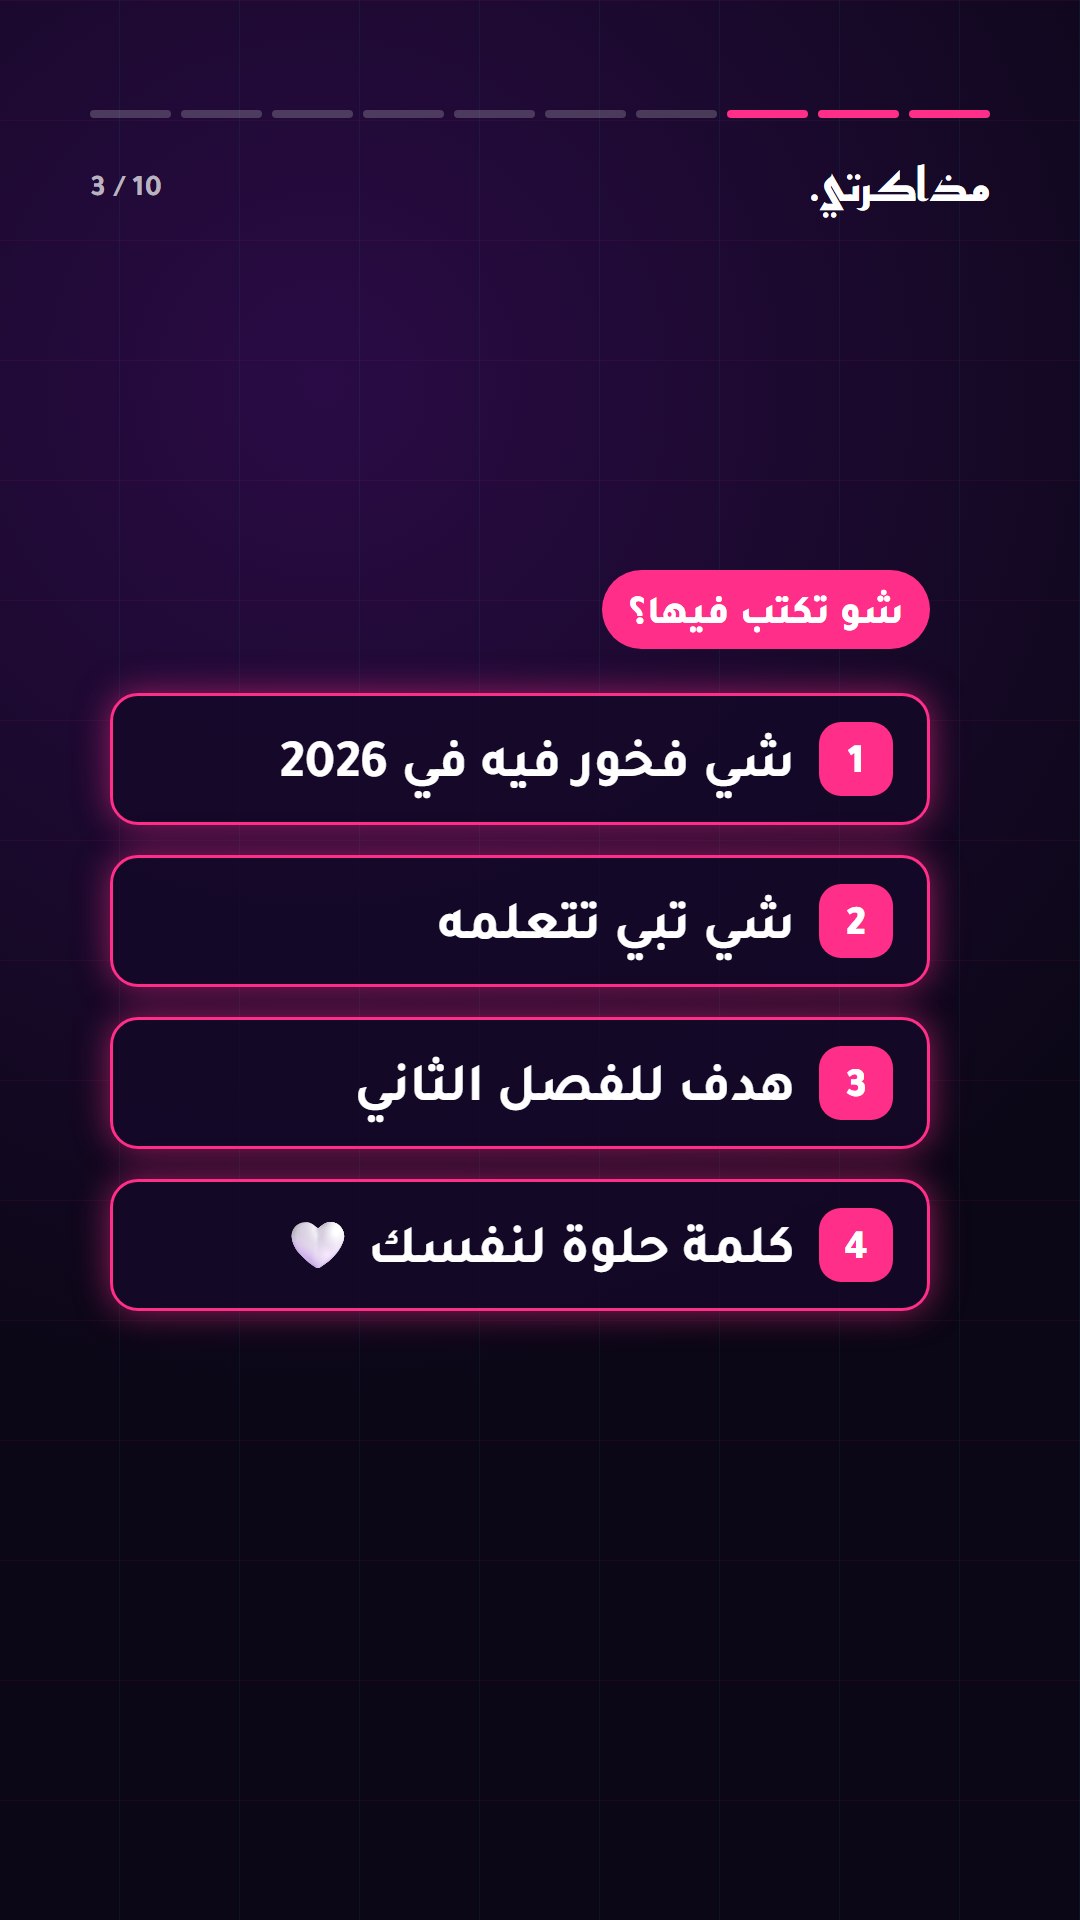 مذاكرتي.
3 / 10
شو تكتب فيها؟
1 شي فخور فيه في 2026
2 شي تبي تتعلمه
3 هدف للفصل الثاني
4 كلمة حلوة لنفسك 🤍